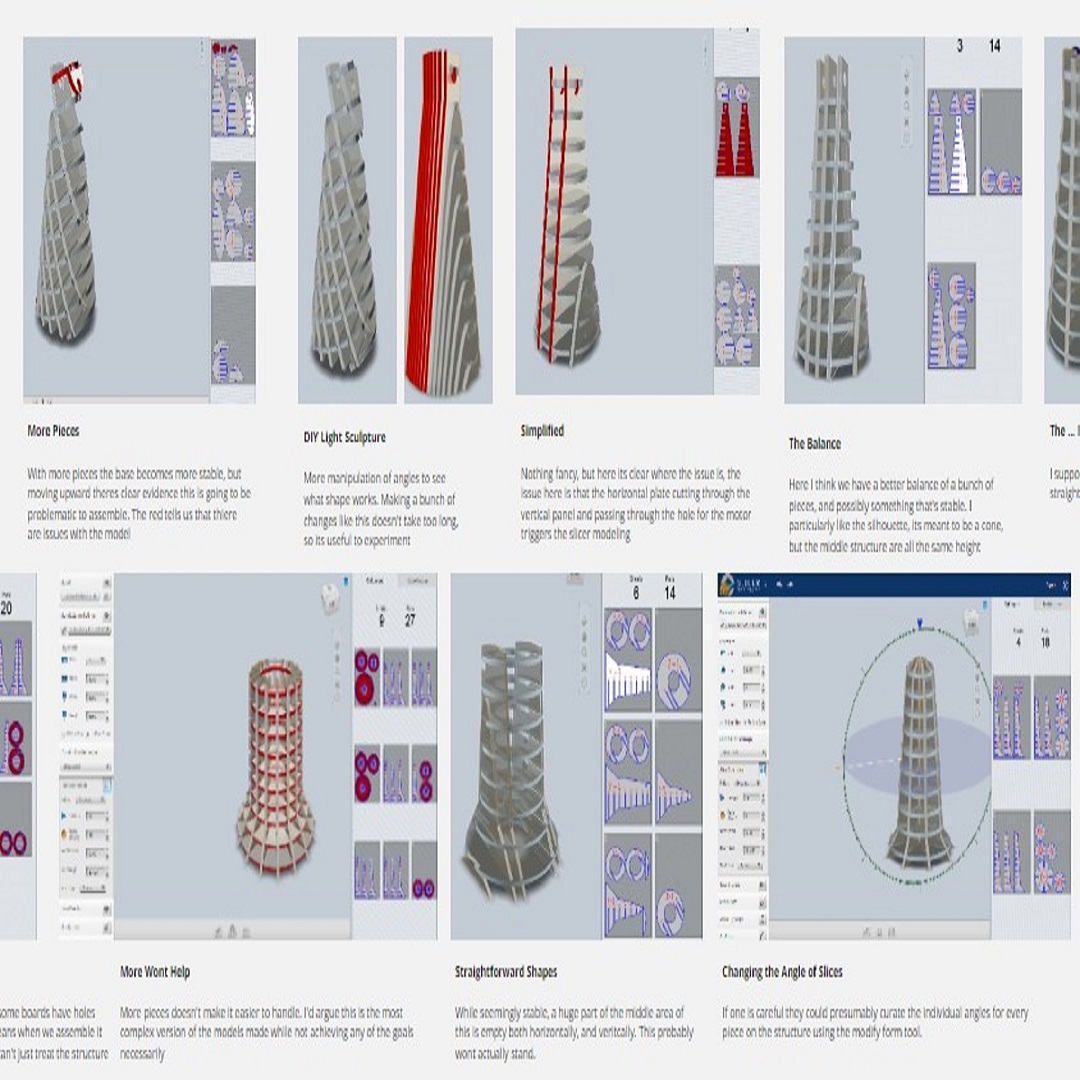 3 14
More Pieces
With more pieces the base becomes more stable, but
moving upward theres clear evidence this is going to be
problematic to assemble. The red tells us that thiere
are issues with the model
DIY Light Sculpture
More manipulation of angles to see
what shape works. Making a bunch of
changes like this doesn't take too long,
so its useful to experiment
Simplified
Nothing fancy, but here its clear where the issue is, the
issue here is that the horizontal plate cutting through the
vertical panel and passing through the hole for the motor
triggers the slicer modeling
The Balance
Here I think we have a better balance of a bunch of
pieces, and possibly something that's stable. I
particularly like the silhouette, its meant to be a cone,
but the middle structure are all the same height
The ...
I suppo
straight
20
9 27
6 14
4 18
some boards have holes
eans when we assemble it
can't just treat the structure
More Wont Help
More pieces doesn't make it easier to handle. I'd argue this is the most
complex version of the models made while not achieving any of the goals
necessarily
Straightforward Shapes
While seemingly stable, a huge part of the middle area of
this is empty both horizontally, and veritcally. This probably
wont actually stand.
Changing the Angle of Slices
If one is careful they could presumably curate the individual angles for every
piece on the structure using the modify form tool.